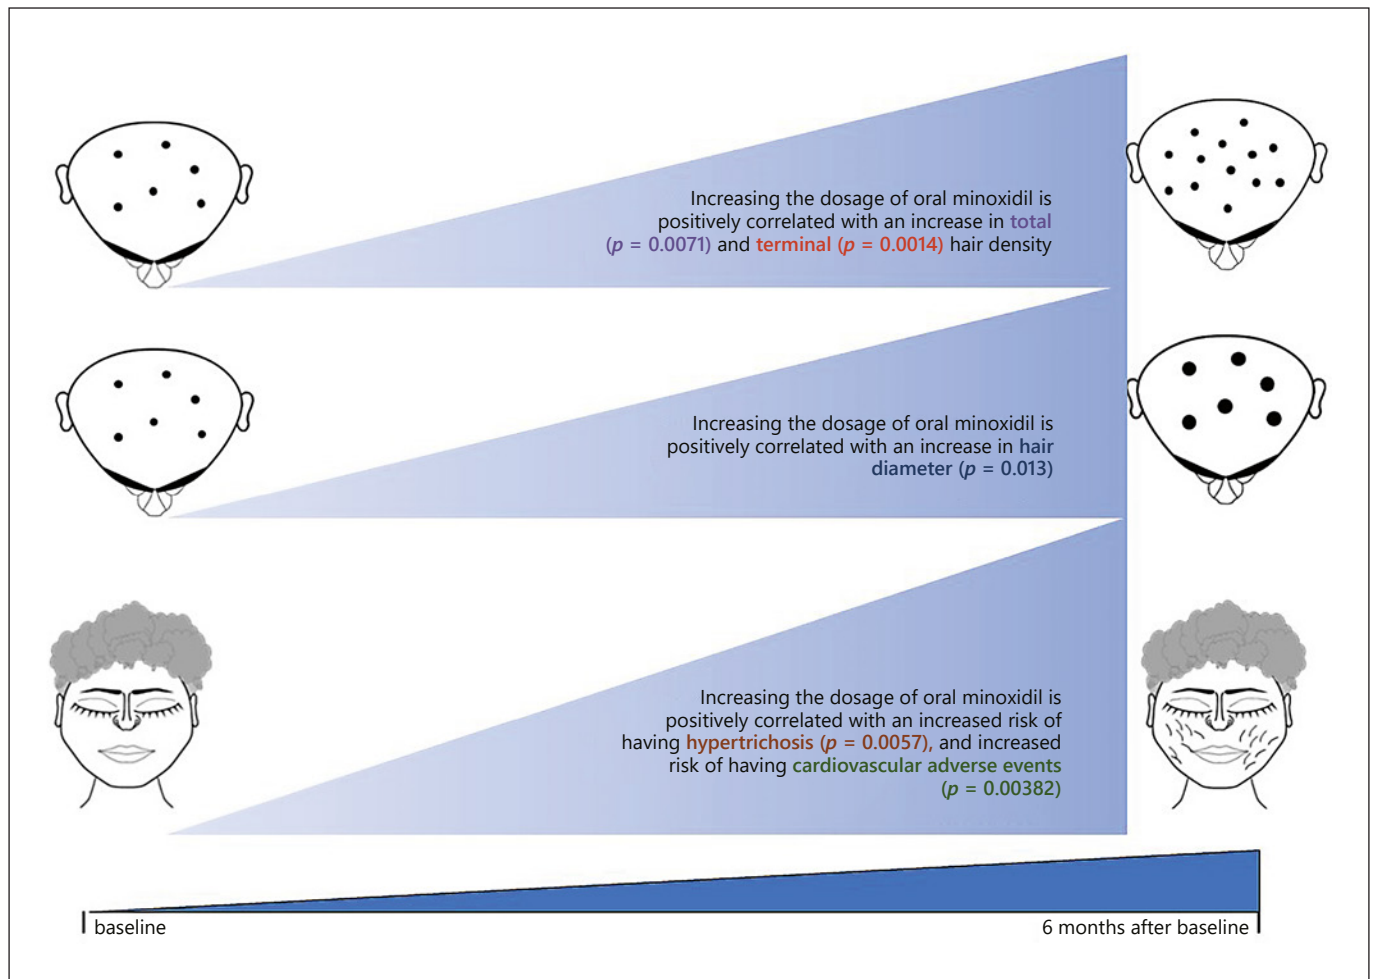 Increasing the dosage of oral minoxidil is
positively correlated with an increase in total
(p = 0.0071) and terminal (p = 0.0014) hair density
Increasing the dosage of oral minoxidil is
positively correlated with an increase in hair
diameter (p = 0.013)
Increasing the dosage of oral minoxidil is
positively correlated with an increased risk of
having hypertrichosis (p = 0.0057), and increased
risk of having cardiovascular adverse events
(p = 0.00382)
baseline
6 months after baseline